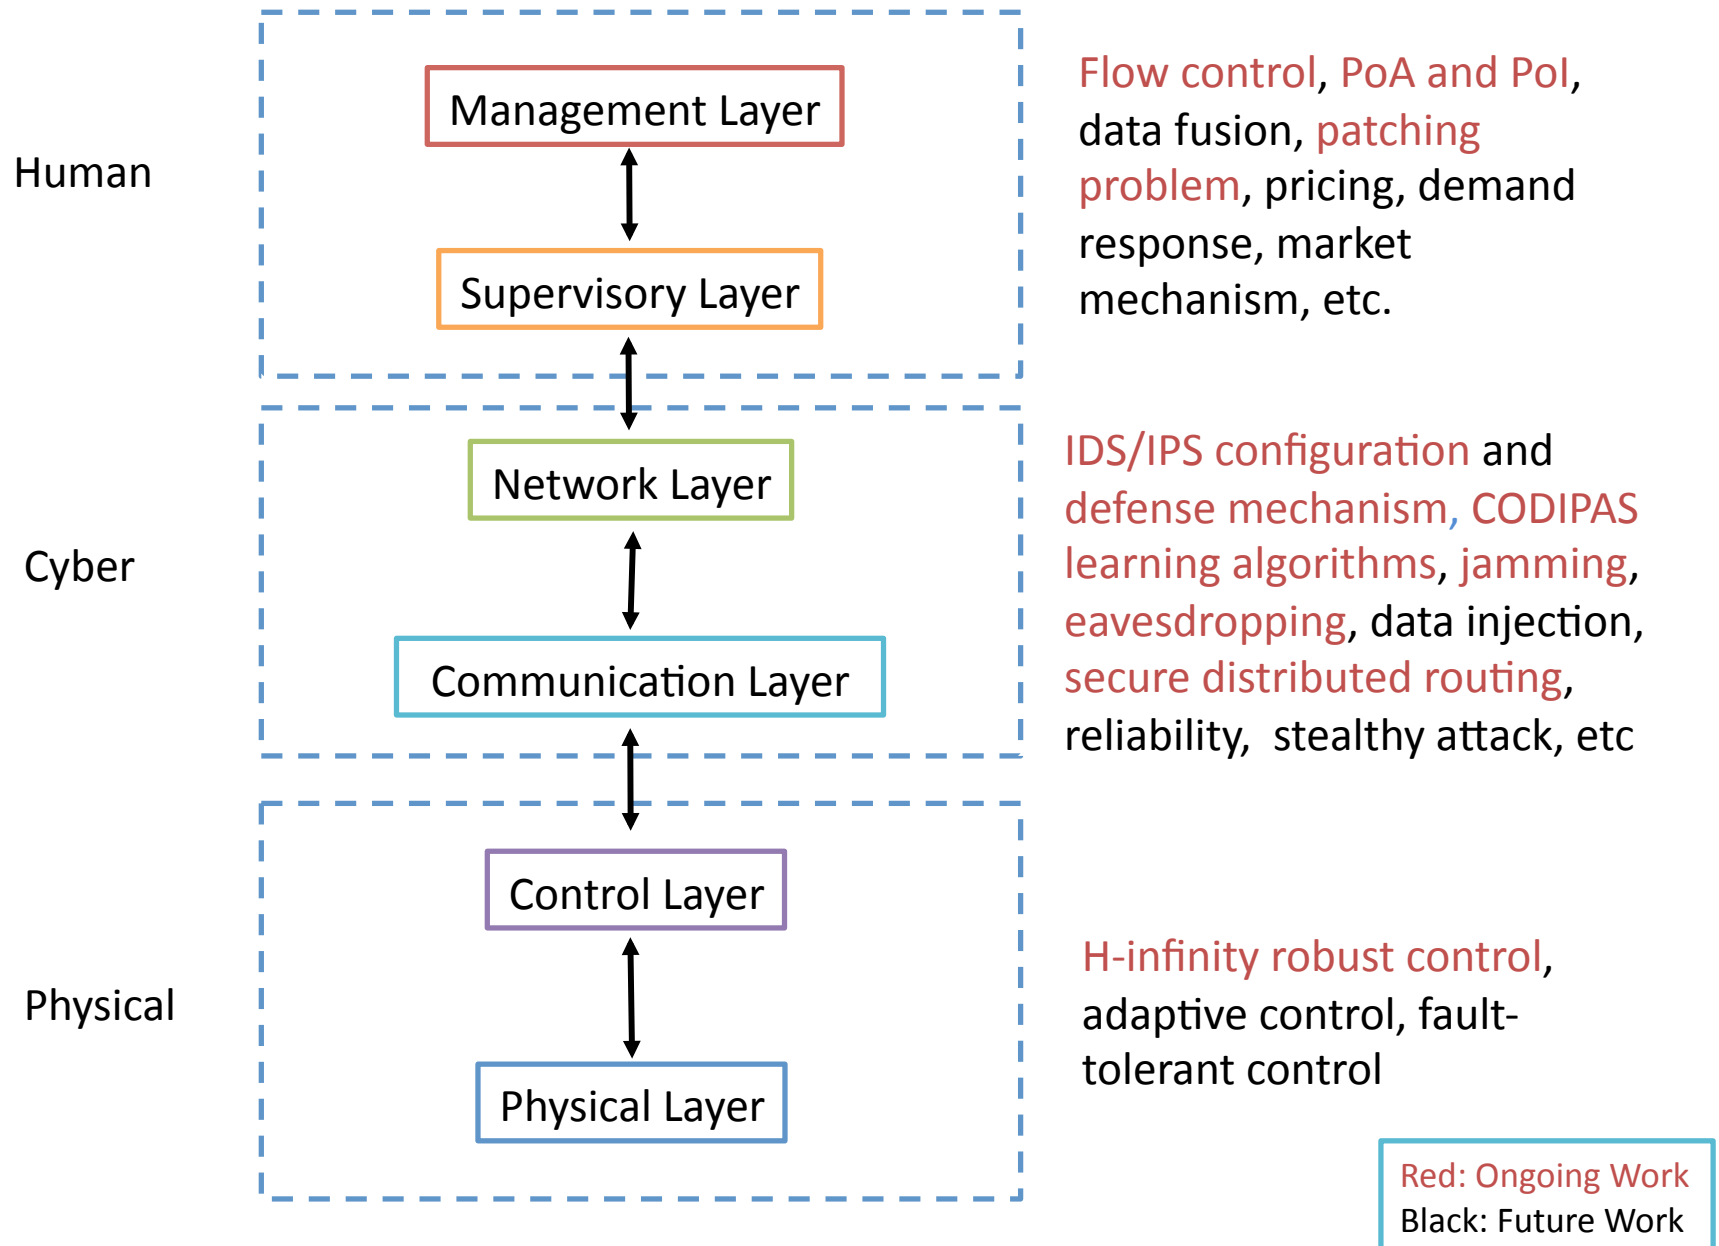 Human
Management Layer
Supervisory Layer
Flow control, PoA and PoI,
data fusion, patching
problem, pricing, demand
response, market
mechanism, etc.
Cyber
Network Layer
Communication Layer
IDS/IPS configuration and
defense mechanism, CODIPAS
learning algorithms, jamming,
eavesdropping, data injection,
secure distributed routing,
reliability,  stealthy attack, etc
Physical
Control Layer
Physical Layer
H-infinity robust control,
adaptive control, fault-
tolerant control
Red: Ongoing Work
Black: Future Work